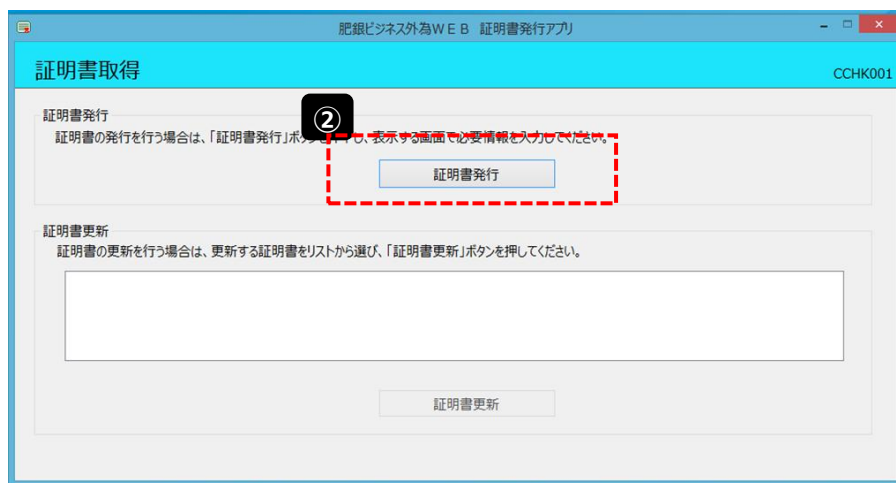 肥銀ビジネス外為ＷＥＢ 証明書発行アプリ
証明書取得
CCHK001
証明書発行
②
証明書の発行を行う場合は、「証明書発行」ボタンを押し、表示する画面で必要情報を入力してください。
証明書発行
証明書更新
証明書の更新を行う場合は、更新する証明書をリストから選び、「証明書更新」ボタンを押してください。
証明書更新